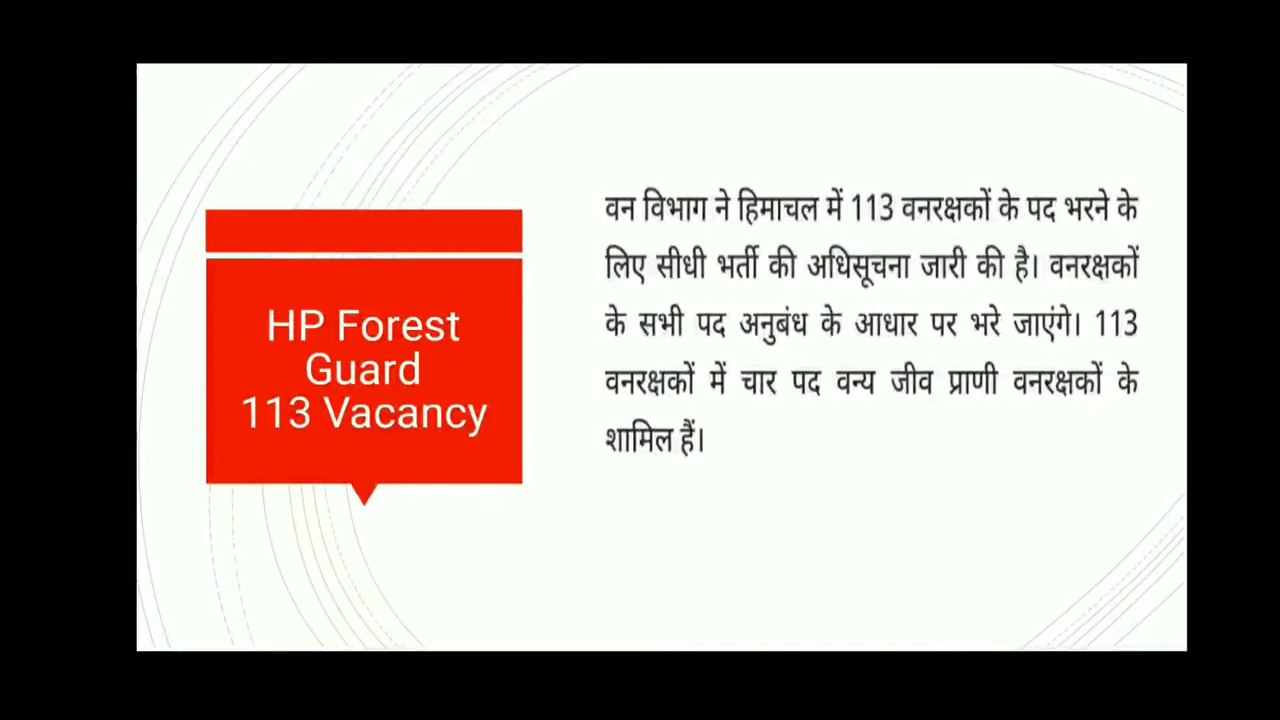 HP Forest
Guard
113 Vacancy
वन विभाग ने हिमाचल में 113 वनरक्षकों के पद भरने के
लिए सीधी भर्ती की अधिसूचना जारी की है। वनरक्षकों
के सभी पद अनुबंध के आधार पर भरे जाएंगे। 113
वनरक्षकों में चार पद वन्य जीव प्राणी वनरक्षकों के
शामिल हैं।